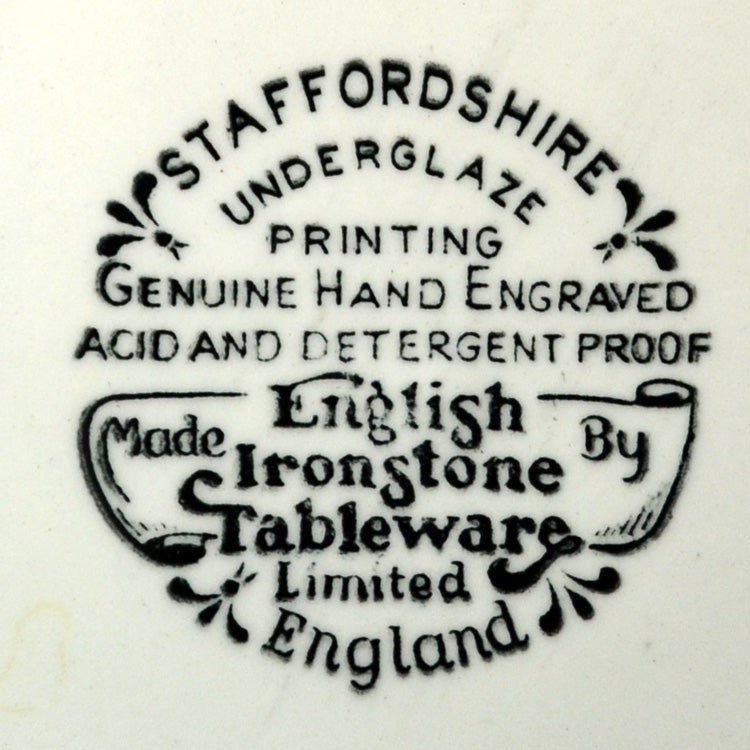 STAFFORDSHIRE
UNDERGLAZE
PRINTING
GENUINE HAND ENGRAVED
ACID AND DETERGENT PROOF
Made English By
Ironstone
Tableware
Limited
England